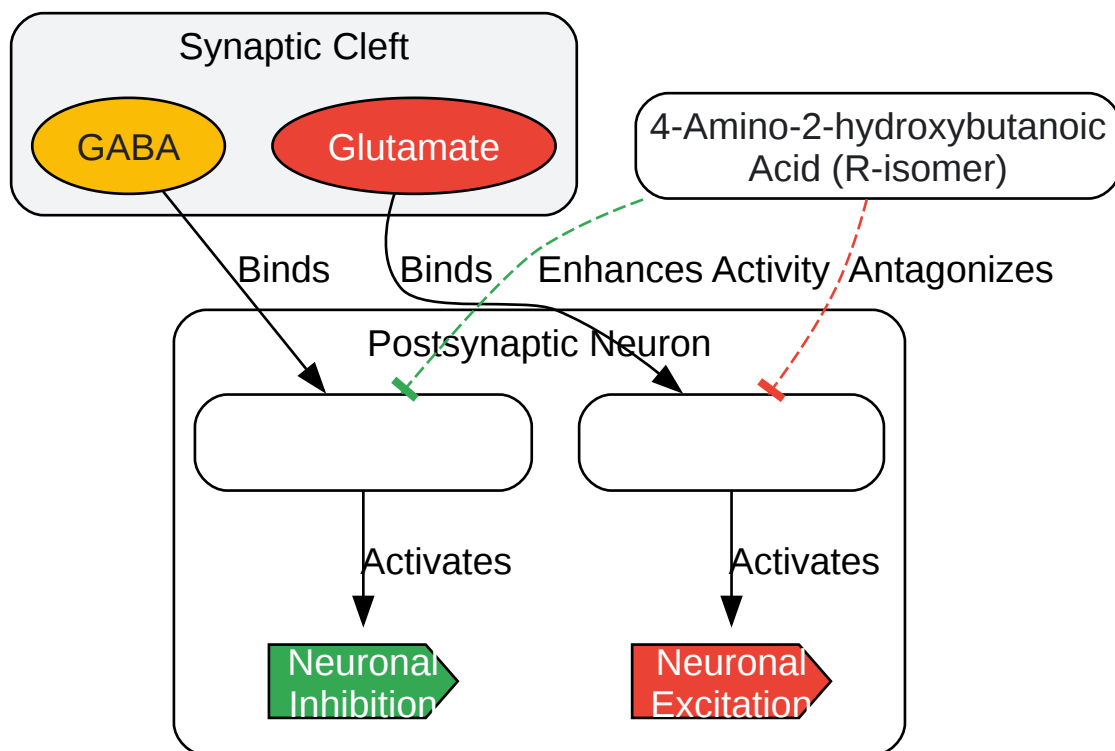 Synaptic Cleft
GABA
Glutamate
4-Amino-2-hydroxybutanoic
Acid (R-isomer)
Binds
Binds
Enhances Activity
Antagonizes
Postsynaptic Neuron
Activates
Activates
Neuronal
Inhibition
Neuronal
Excitation